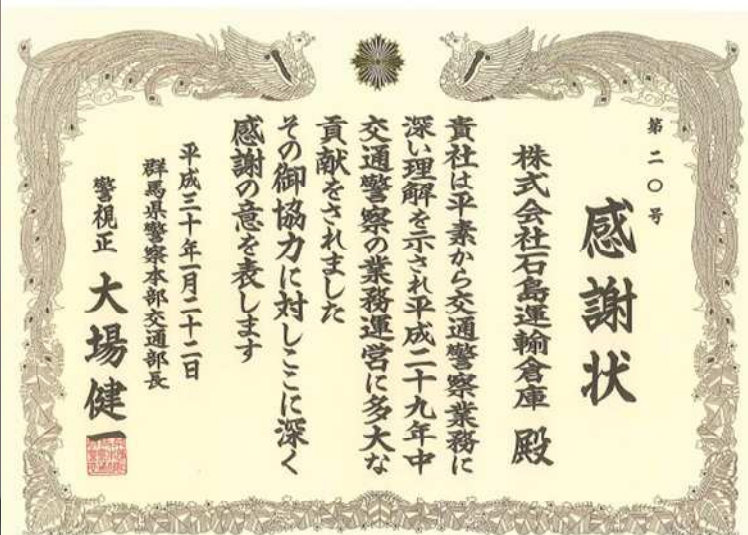 第二〇号
感謝状
株式会社石島運輸倉庫 殿
貴社は平素から交通警察業務に
深い理解を示され平成二十九年中
交通警察の業務運営に多大な
貢献をされました
その御協力に対しここに深く
感謝の意を表します
平成三十年一月二十二日
群馬県警察本部交通部長
警視正 大場健一